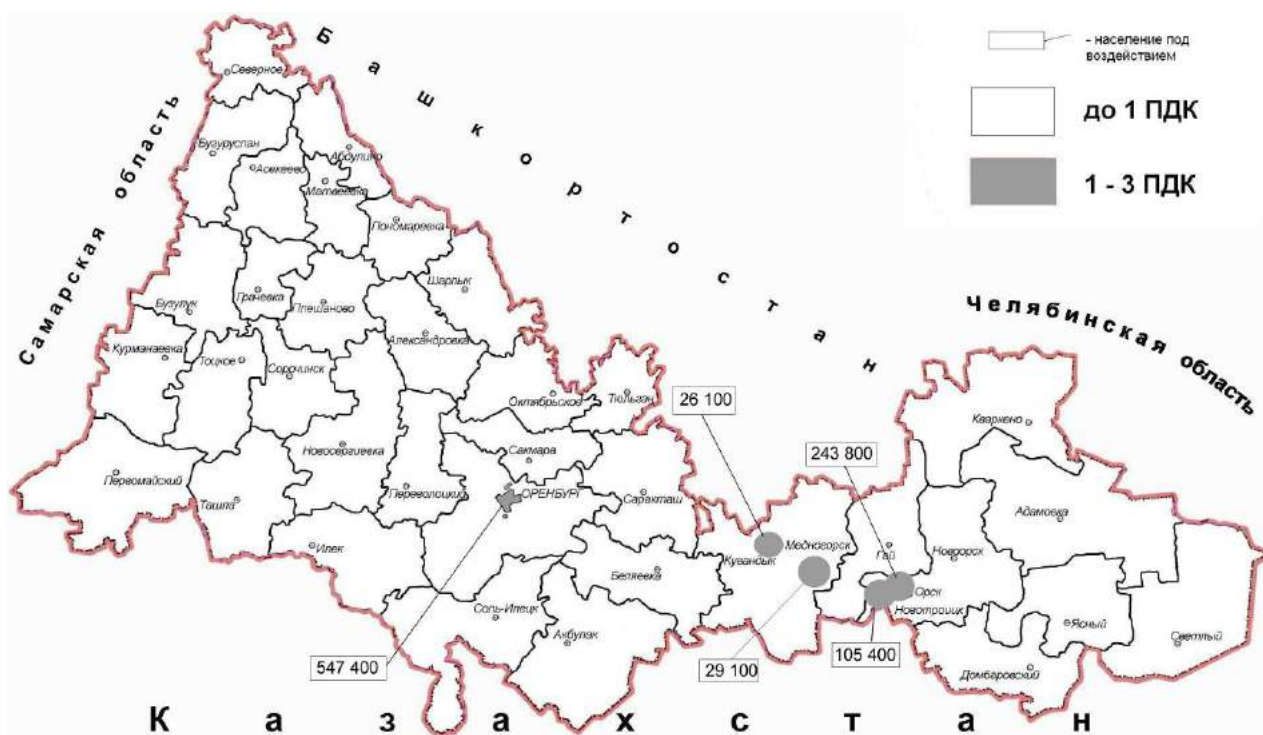 - население под
воздействием
до 1 ПДК
1 - 3 ПДК
Башкортостан
Самарская область
Челябинская область
Северное
Бугуруслан
Абдулино
Асекеево
Матвеевка
Пономаревка
Шарлык
Грачевка
Плешаново
Бузулук
Александровка
Курманаевка
Тоцкое
Сорочинск
Октябрьское
Тюльган
26 100
Кваркено
243 800
Новосергиевка
Сакмара
Первомайский
Ташла
Переволоцкий
ОРЕНБУРГ
Саракташ
Адамовка
Илек
Кувандык
Медногорск
Гай
Новоорск
Беляевка
Соль-Илецк
Орск
Новотроицк
Акбулак
Ясный
Светлый
547 400
29 100
105 400
Домбаровский
Казахстан